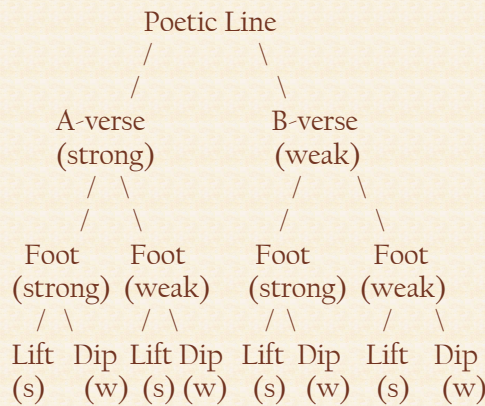 Poetic Line
/ \
/ \
A-verse B-verse
(strong) (weak)
/ \ / \
/ \ / \
Foot Foot Foot Foot
(strong) (weak) (strong) (weak)
/ \ / \ / \ / \
Lift Dip Lift Dip Lift Dip Lift Dip
(s) (w) (s) (w) (s) (w) (s) (w)